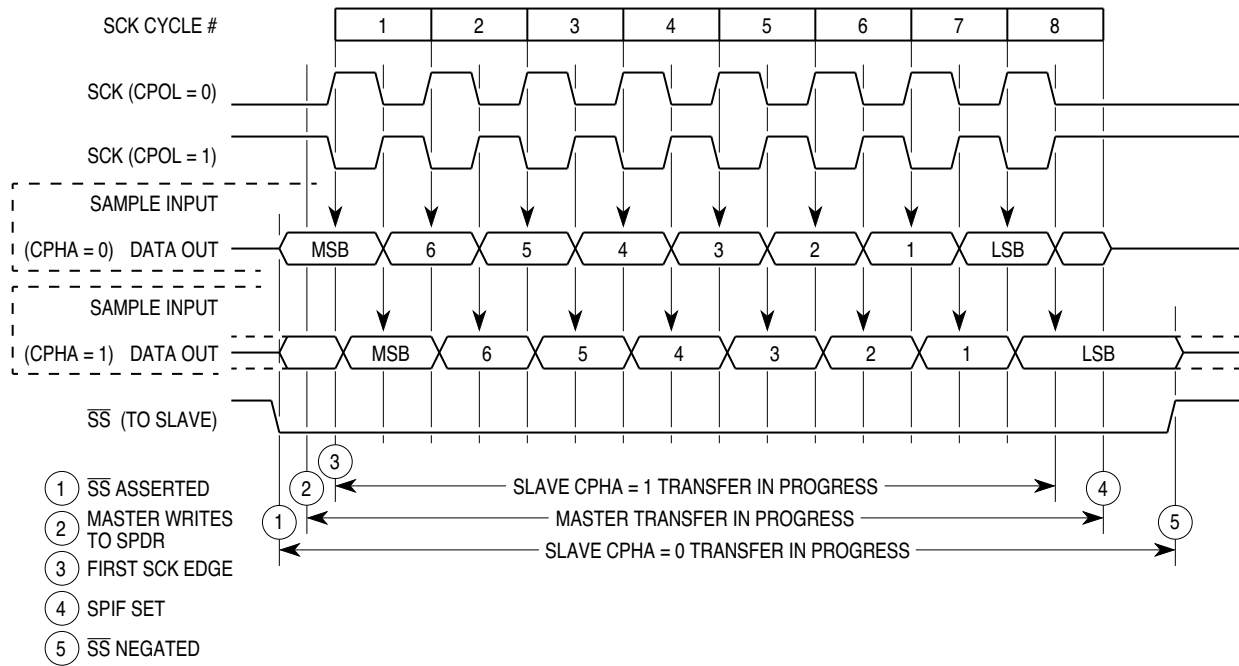 SCK CYCLE # 1 2 3 4 5 6 7 8
SCK (CPOL = 0)
SCK (CPOL = 1)
SAMPLE INPUT
(CPHA = 0) DATA OUT MSB 6 5 4 3 2 1 LSB
SAMPLE INPUT
(CPHA = 1) DATA OUT MSB 6 5 4 3 2 1 LSB
SS (TO SLAVE)
3
SLAVE CPHA = 1 TRANSFER IN PROGRESS
1 SS ASSERTED
2 MASTER TRANSFER IN PROGRESS 4
2 MASTER WRITES
TO SPDR
1 SLAVE CPHA = 0 TRANSFER IN PROGRESS 5
3 FIRST SCK EDGE
4 SPIF SET
5 SS NEGATED